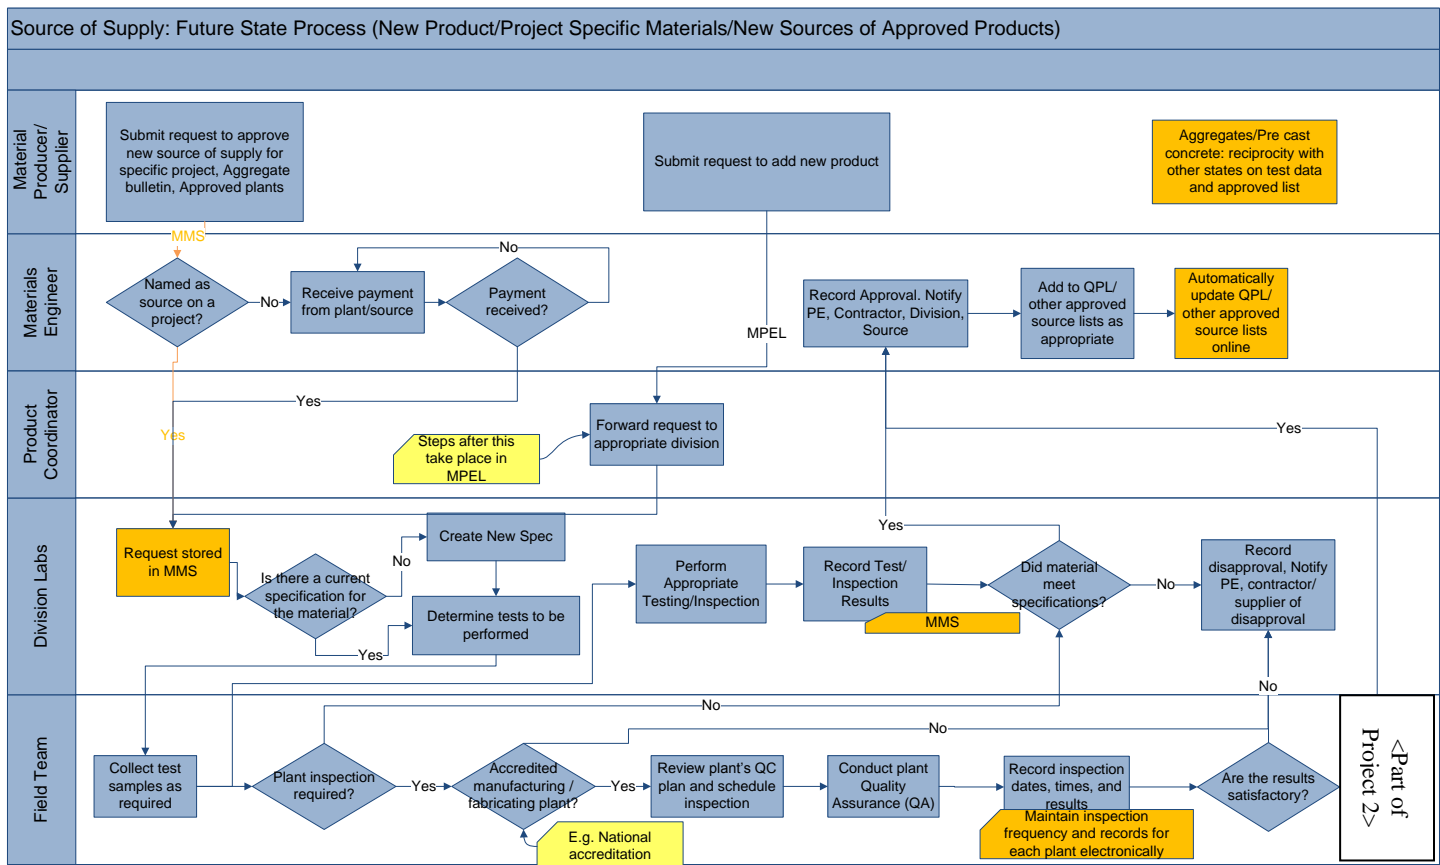 Source of Supply: Future State Process (New Product/Project Specific Materials/New Sources of Approved Products)
Material
Producer/
Supplier
Submit request to approve
new source of supply for
specific project, Aggregate
bulletin, Approved plants
Submit request to add new product
Aggregates/Pre cast
concrete: reciprocity with
other states on test data
and approved list
MMS
Materials
Engineer
Named as
source on a
project?
No
Receive payment
from plant/source
No
Payment
received?
MPEL
Record Approval. Notify
PE, Contractor, Division,
Source
Add to QPL/
other approved
source lists as
appropriate
Automatically
update QPL/
other approved
source lists
online
Product
Coordinator
Yes
Yes
Steps after this
take place in
MPEL
Forward request to
appropriate division
Yes
Division Labs
Request stored
in MMS
Is there a current
specification for
the material?
No
Yes
Create New Spec
Determine tests to be
performed
Perform
Appropriate
Testing/Inspection
Record Test/
Inspection
Results
MMS
Yes
Did material
meet
specifications?
No
Record
disapproval, Notify
PE, contractor/
supplier of
disapproval
Field Team
Collect test
samples as
required
Plant inspection
required?
No
Yes
Accredited
manufacturing /
fabricating plant?
E.g. National
accreditation
No
Yes
Review plant's QC
plan and schedule
inspection
Conduct plant
Quality
Assurance (QA)
Record inspection
dates, times, and
results
Maintain inspection
frequency and records for
each plant electronically
No
Are the results
satisfactory?
<Part of
Project 2>